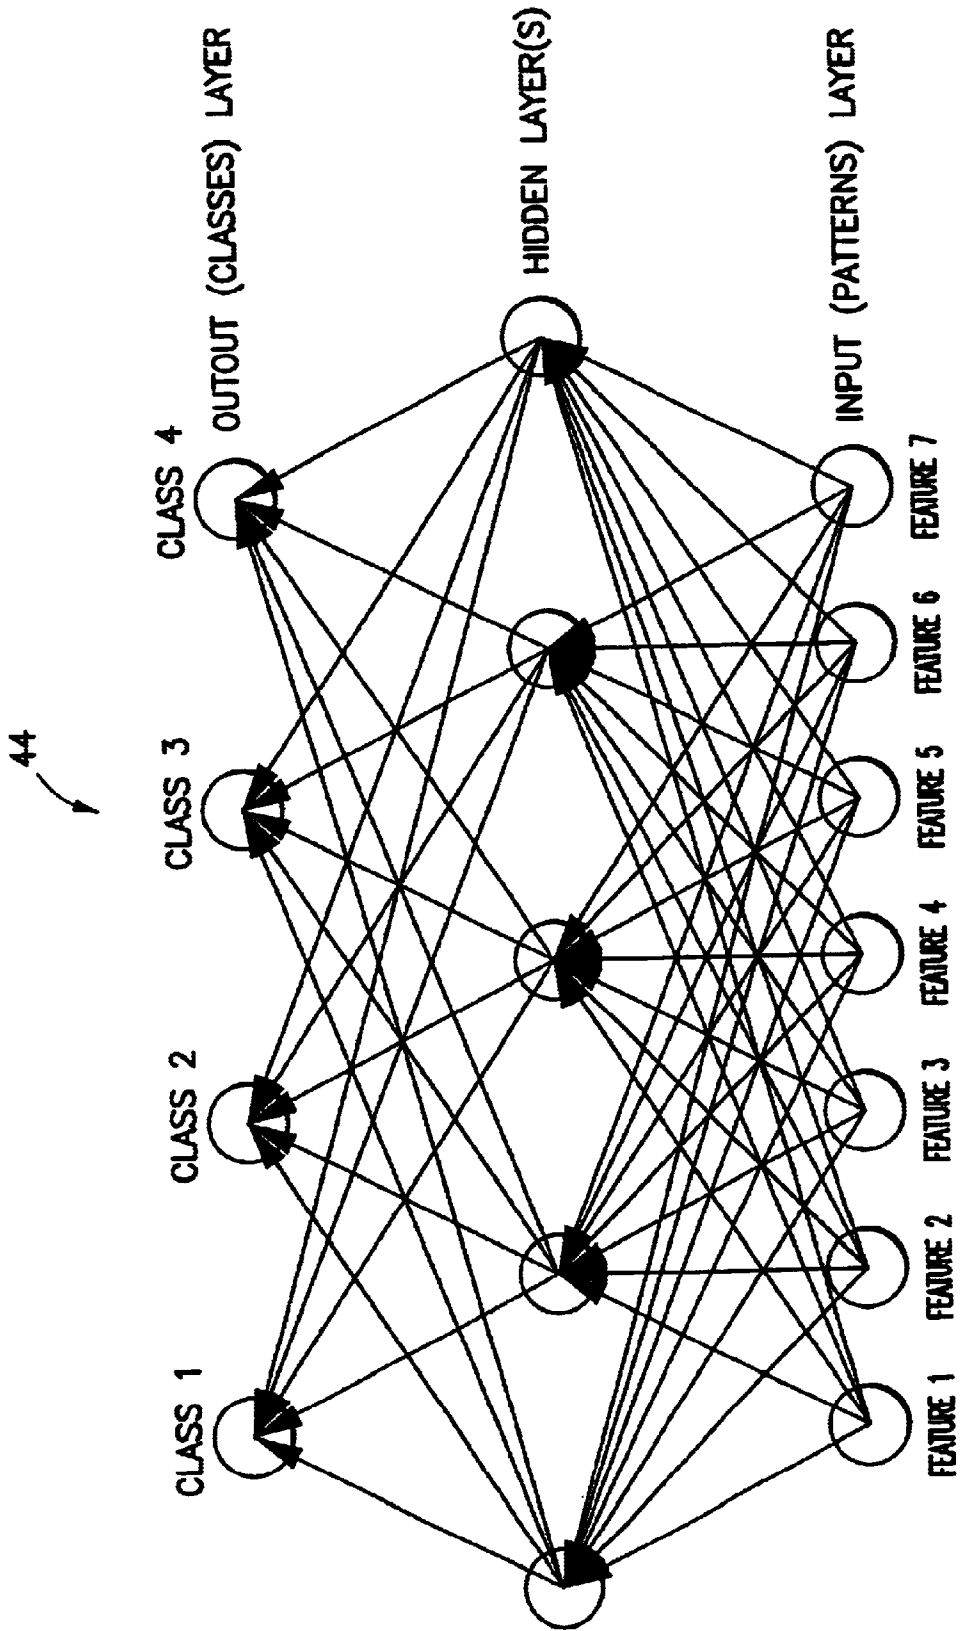 44
CLASS 1
CLASS 2
CLASS 3
CLASS 4
OUTOUT (CLASSES) LAYER
HIDDEN LAYER(S)
INPUT (PATTERNS) LAYER
FEATURE 1
FEATURE 2
FEATURE 3
FEATURE 4
FEATURE 5
FEATURE 6
FEATURE 7